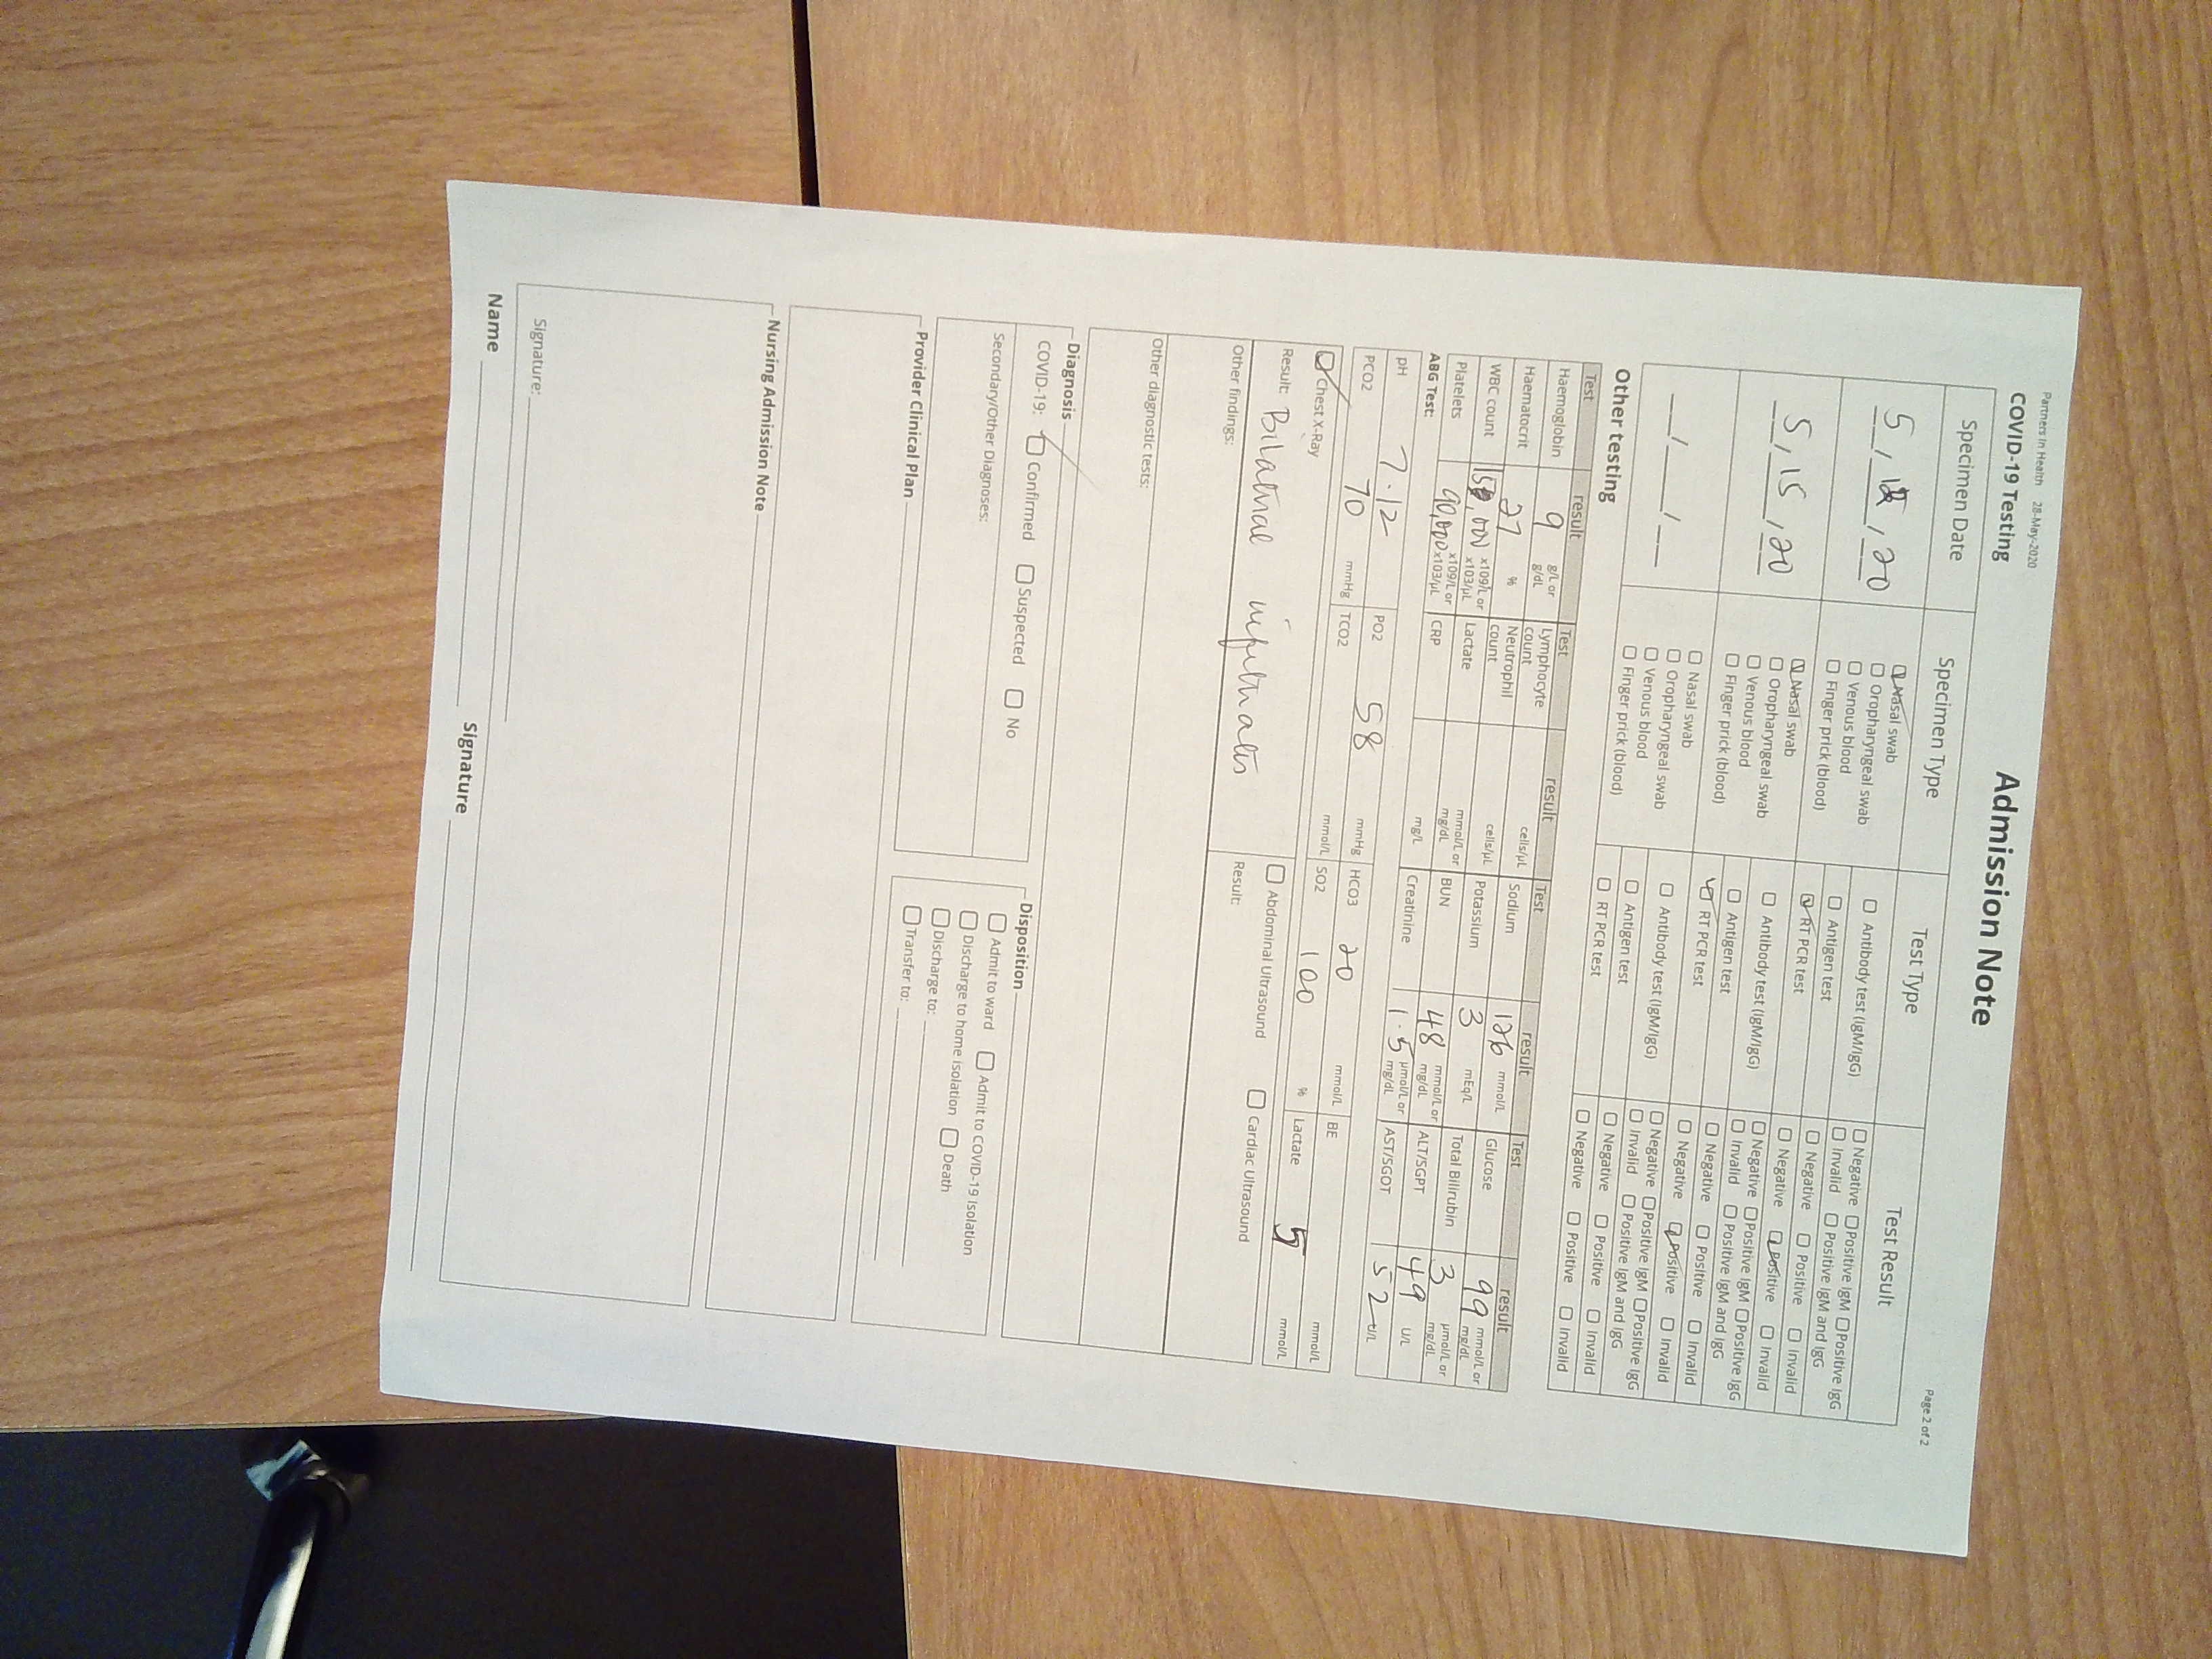 Partners In Health 28-May-2020
Page 2 of 2
Admission Note
COVID-19 Testing
Specimen Date Specimen Type Test Type Test Result
5 / 12 / 20
☑ Nasal swab
☐ Oropharyngeal swab
☐ Venous blood
☐ Finger prick (blood)
☐ Antibody test (IgM/IgG)
☐ Negative ☐ Positive IgM ☐ Positive IgG
☐ Invalid ☐ Positive IgM and IgG
☐ Antigen test
☐ Negative ☐ Positive ☐ Invalid
☑ RT PCR test
☐ Negative ☑ Positive ☐ Invalid
5 / 15 / 20
☑ Nasal swab
☐ Oropharyngeal swab
☐ Venous blood
☐ Finger prick (blood)
☐ Antibody test (IgM/IgG)
☐ Negative ☐ Positive IgM ☐ Positive IgG
☐ Invalid ☐ Positive IgM and IgG
☐ Antigen test
☐ Negative ☐ Positive ☐ Invalid
☑ RT PCR test
☐ Negative ☑ Positive ☐ Invalid
__/__/__
☐ Nasal swab
☐ Oropharyngeal swab
☐ Venous blood
☐ Finger prick (blood)
☐ Antibody test (IgM/IgG)
☐ Negative ☐ Positive IgM ☐ Positive IgG
☐ Invalid ☐ Positive IgM and IgG
☐ Antigen test
☐ Negative ☐ Positive ☐ Invalid
☐ RT PCR test
☐ Negative ☐ Positive ☐ Invalid
Other testing
Test result Test result Test result Test result
Haemoglobin 9 g/L or g/dL Lymphocyte count cells/µL Sodium 126 mmol/L Glucose 99 mmol/L or mg/dL
Haematocrit 27 % Neutrophil count cells/µL Potassium 3 mEq/L Total Bilirubin 3 µmol/L or mg/dL
WBC count ,000 x109/L or x103/µL Lactate mmol/L or mg/dL BUN 48 mmol/L or mg/dL ALT/SGPT 49 U/L
Platelets 90,000 x109/L or x103/µL CRP mg/L Creatinine 1.5 µmol/L or mg/dL AST/SGOT 52 U/L
ABG Test:
pH 7.12 PO2 58 mmHg HCO3 20 mmol/L BE mmol/L
PCO2 70 mmHg TCO2 mmol/L SO2 100 % Lactate 5 mmol/L
☑ Chest X-Ray ☐ Abdominal Ultrasound ☐ Cardiac Ultrasound
Result: Bilateral infiltrates Result:
Other findings:
Other diagnostic tests:
Diagnosis
COVID-19: ☑ Confirmed ☐ Suspected ☐ No
Secondary/Other Diagnoses:
Disposition
☐ Admit to ward ☐ Admit to COVID-19 Isolation
☐ Discharge to home isolation ☐ Death
☐ Discharge to:
☐ Transfer to:
Provider Clinical Plan
Nursing Admission Note
Signature:
Name Signature